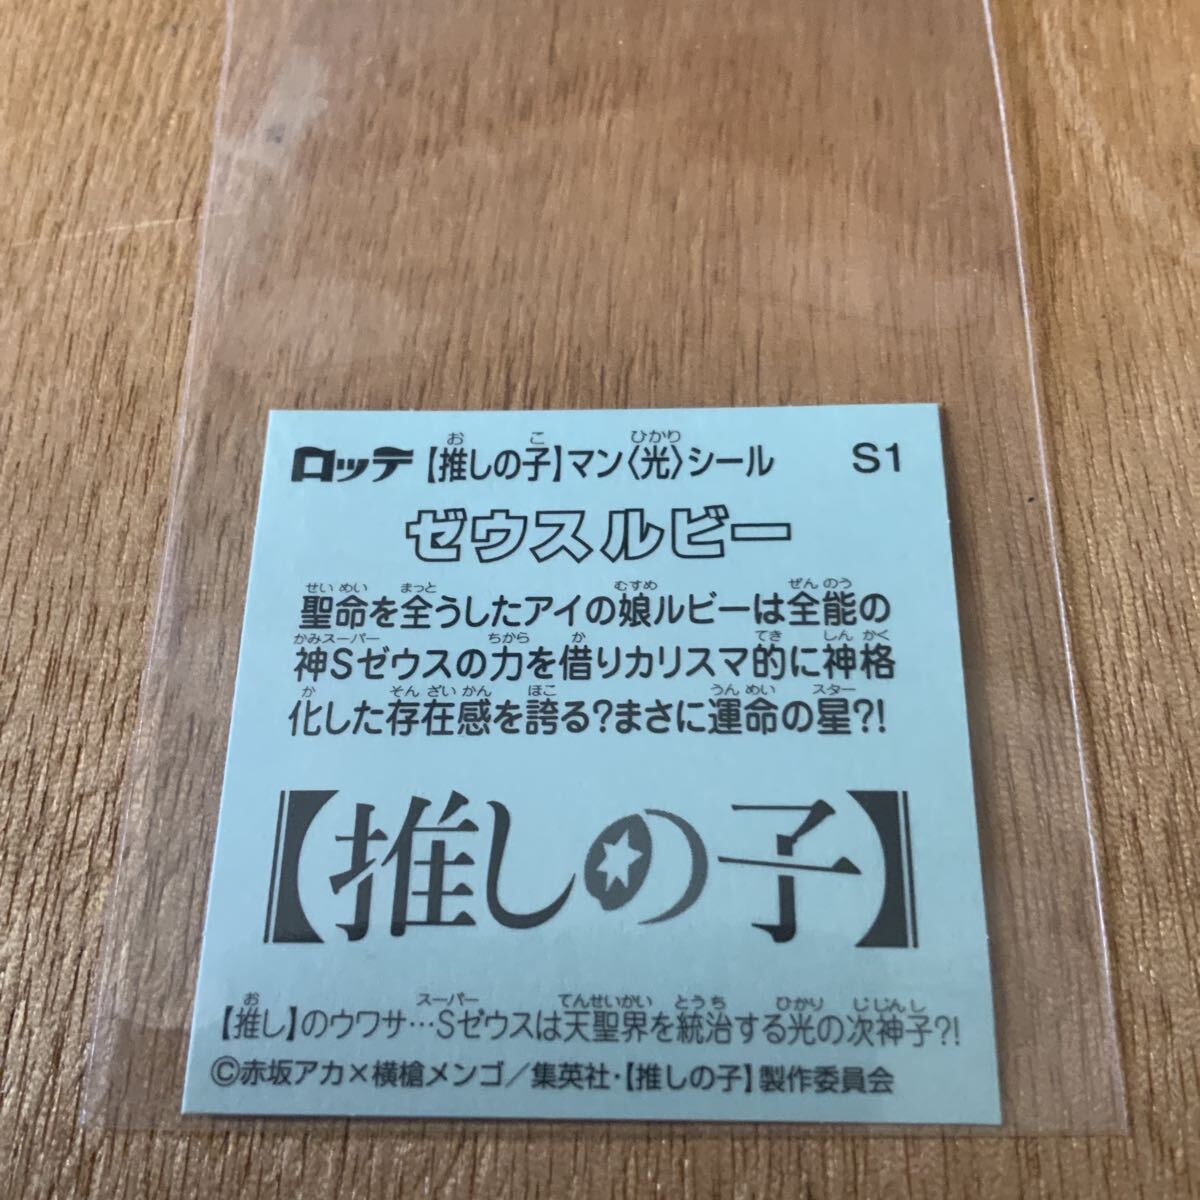 ロッテ 【推しの子】マン〈光〉シール S1
ゼウスルビー
聖命を全うしたアイの娘ルビーは全能の
神Sゼウスの力を借りカリスマ的に神格
化した存在感を誇る?まさに運命の星?!
【推しの子】
【推し】のウワサ…Sゼウスは天聖界を統治する光の次神子?!
©赤坂アカ×横槍メンゴ／集英社・【推しの子】製作委員会